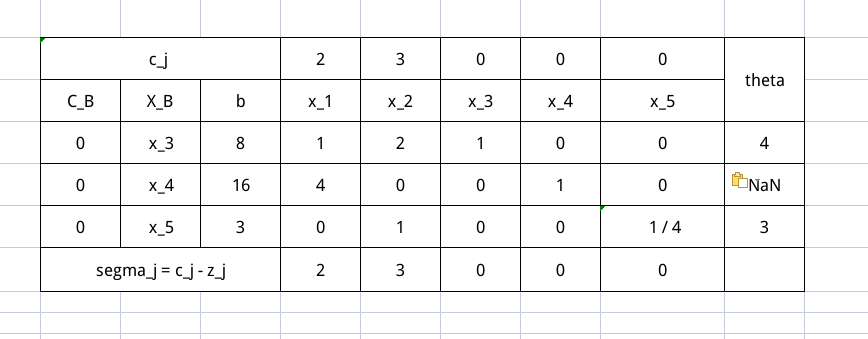 c_j 2 3 0 0 0 theta
C_B X_B b x_1 x_2 x_3 x_4 x_5
0 x_3 8 1 2 1 0 0 4
0 x_4 16 4 0 0 1 0 NaN
0 x_5 3 0 1 0 0 1 / 4 3
segma_j = c_j - z_j 2 3 0 0 0